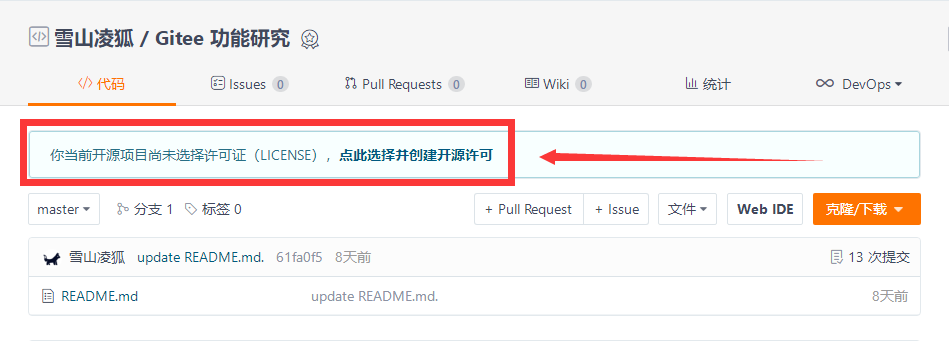 雪山凌狐 / Gitee 功能研究
代码 Issues 0 Pull Requests 0 Wiki 0 统计 DevOps
你当前开源项目尚未选择许可证（LICENSE），点此选择并创建开源许可
master 分支 1 标签 0 + Pull Request + Issue 文件 Web IDE 克隆/下载
雪山凌狐 update README.md. 61fa0f5 8天前 13 次提交
README.md update README.md. 8天前